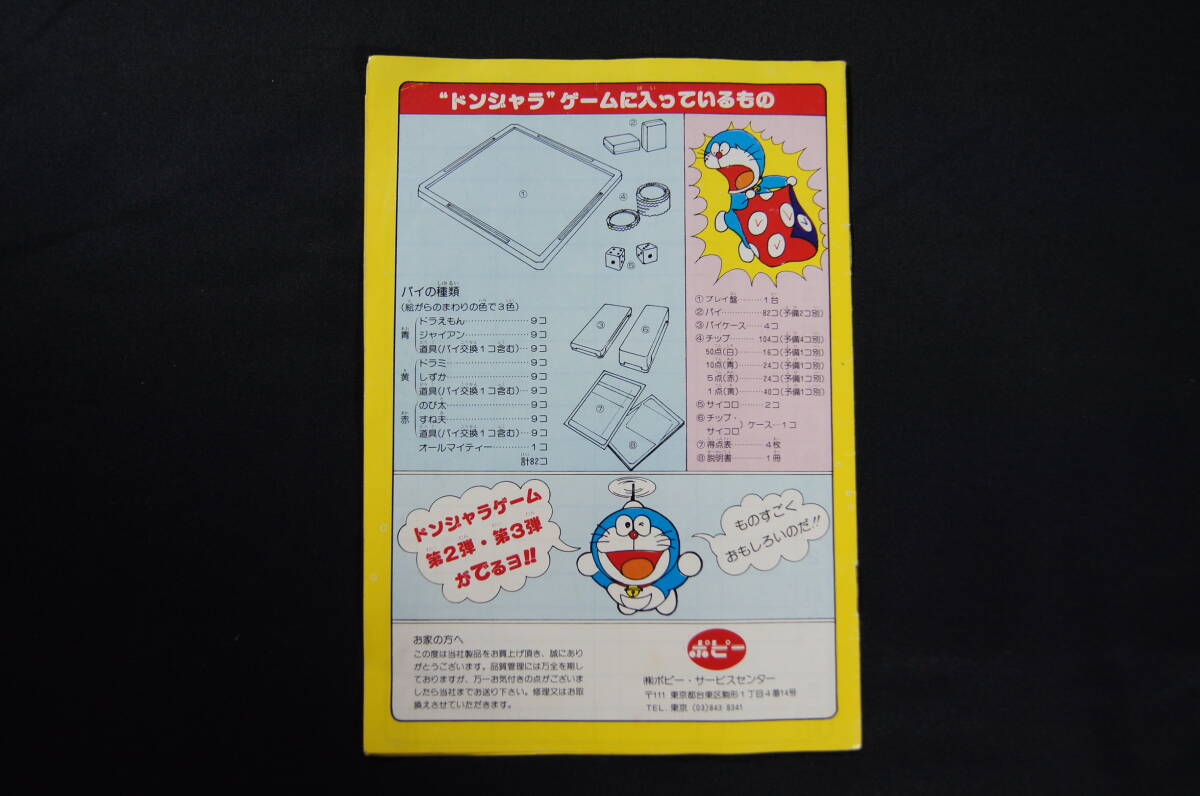 “ドンジャラ”ゲームに入っているもの
①
②
④
⑤
③
⑥
⑦
⑧
パイの種類
(絵がらのまわりの色で3色)
青
ドラえもん…………………9コ
ジャイアン…………………9コ
道具(パイ交換1コ含む)…9コ
黄
ドラミ………………………9コ
しずか………………………9コ
道具(パイ交換1コ含む)…9コ
赤
のび太………………………9コ
すね夫………………………9コ
道具(パイ交換1コ含む)…9コ
オールマイティー…………1コ
計82コ
①プレイ盤………1台
②パイ……………82コ(予備2コ別)
③パイケース……4コ
④チップ…………104コ(予備4コ別)
50点(白)……16コ(予備1コ別)
10点(青)……24コ(予備1コ別)
5点(赤)……24コ(予備1コ別)
1点(黄)……40コ(予備1コ別)
⑤サイコロ………2コ
⑥チップ・
サイコロ)ケース…1コ
⑦得点表…………4枚
⑧説明書…………1冊
ドンジャラゲーム
第2弾・第3弾
がでるヨ!!
ものすごく
おもしろいのだ!!
お家の方へ
この度は当社製品をお買上げ頂き、誠にあり
がとうございます。品質管理には万全を期し
ておりますが、万一お気付きの点がございま
したら当社までお送り下さい。修理又はお取
換えさせていただきます。
ポピー
㈱ポピー・サービスセンター
〒111 東京都台東区駒形1丁目4番14号
TEL. 東京 (03)843 8341